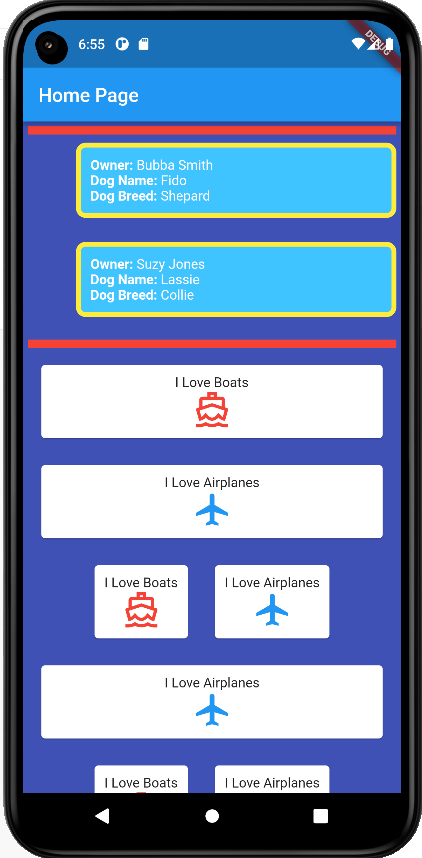 6:55
DEBUG
Home Page
Owner: Bubba Smith
Dog Name: Fido
Dog Breed: Shepard
Owner: Suzy Jones
Dog Name: Lassie
Dog Breed: Collie
I Love Boats
I Love Airplanes
I Love Boats
I Love Airplanes
I Love Airplanes
I Love Boats
I Love Airplanes